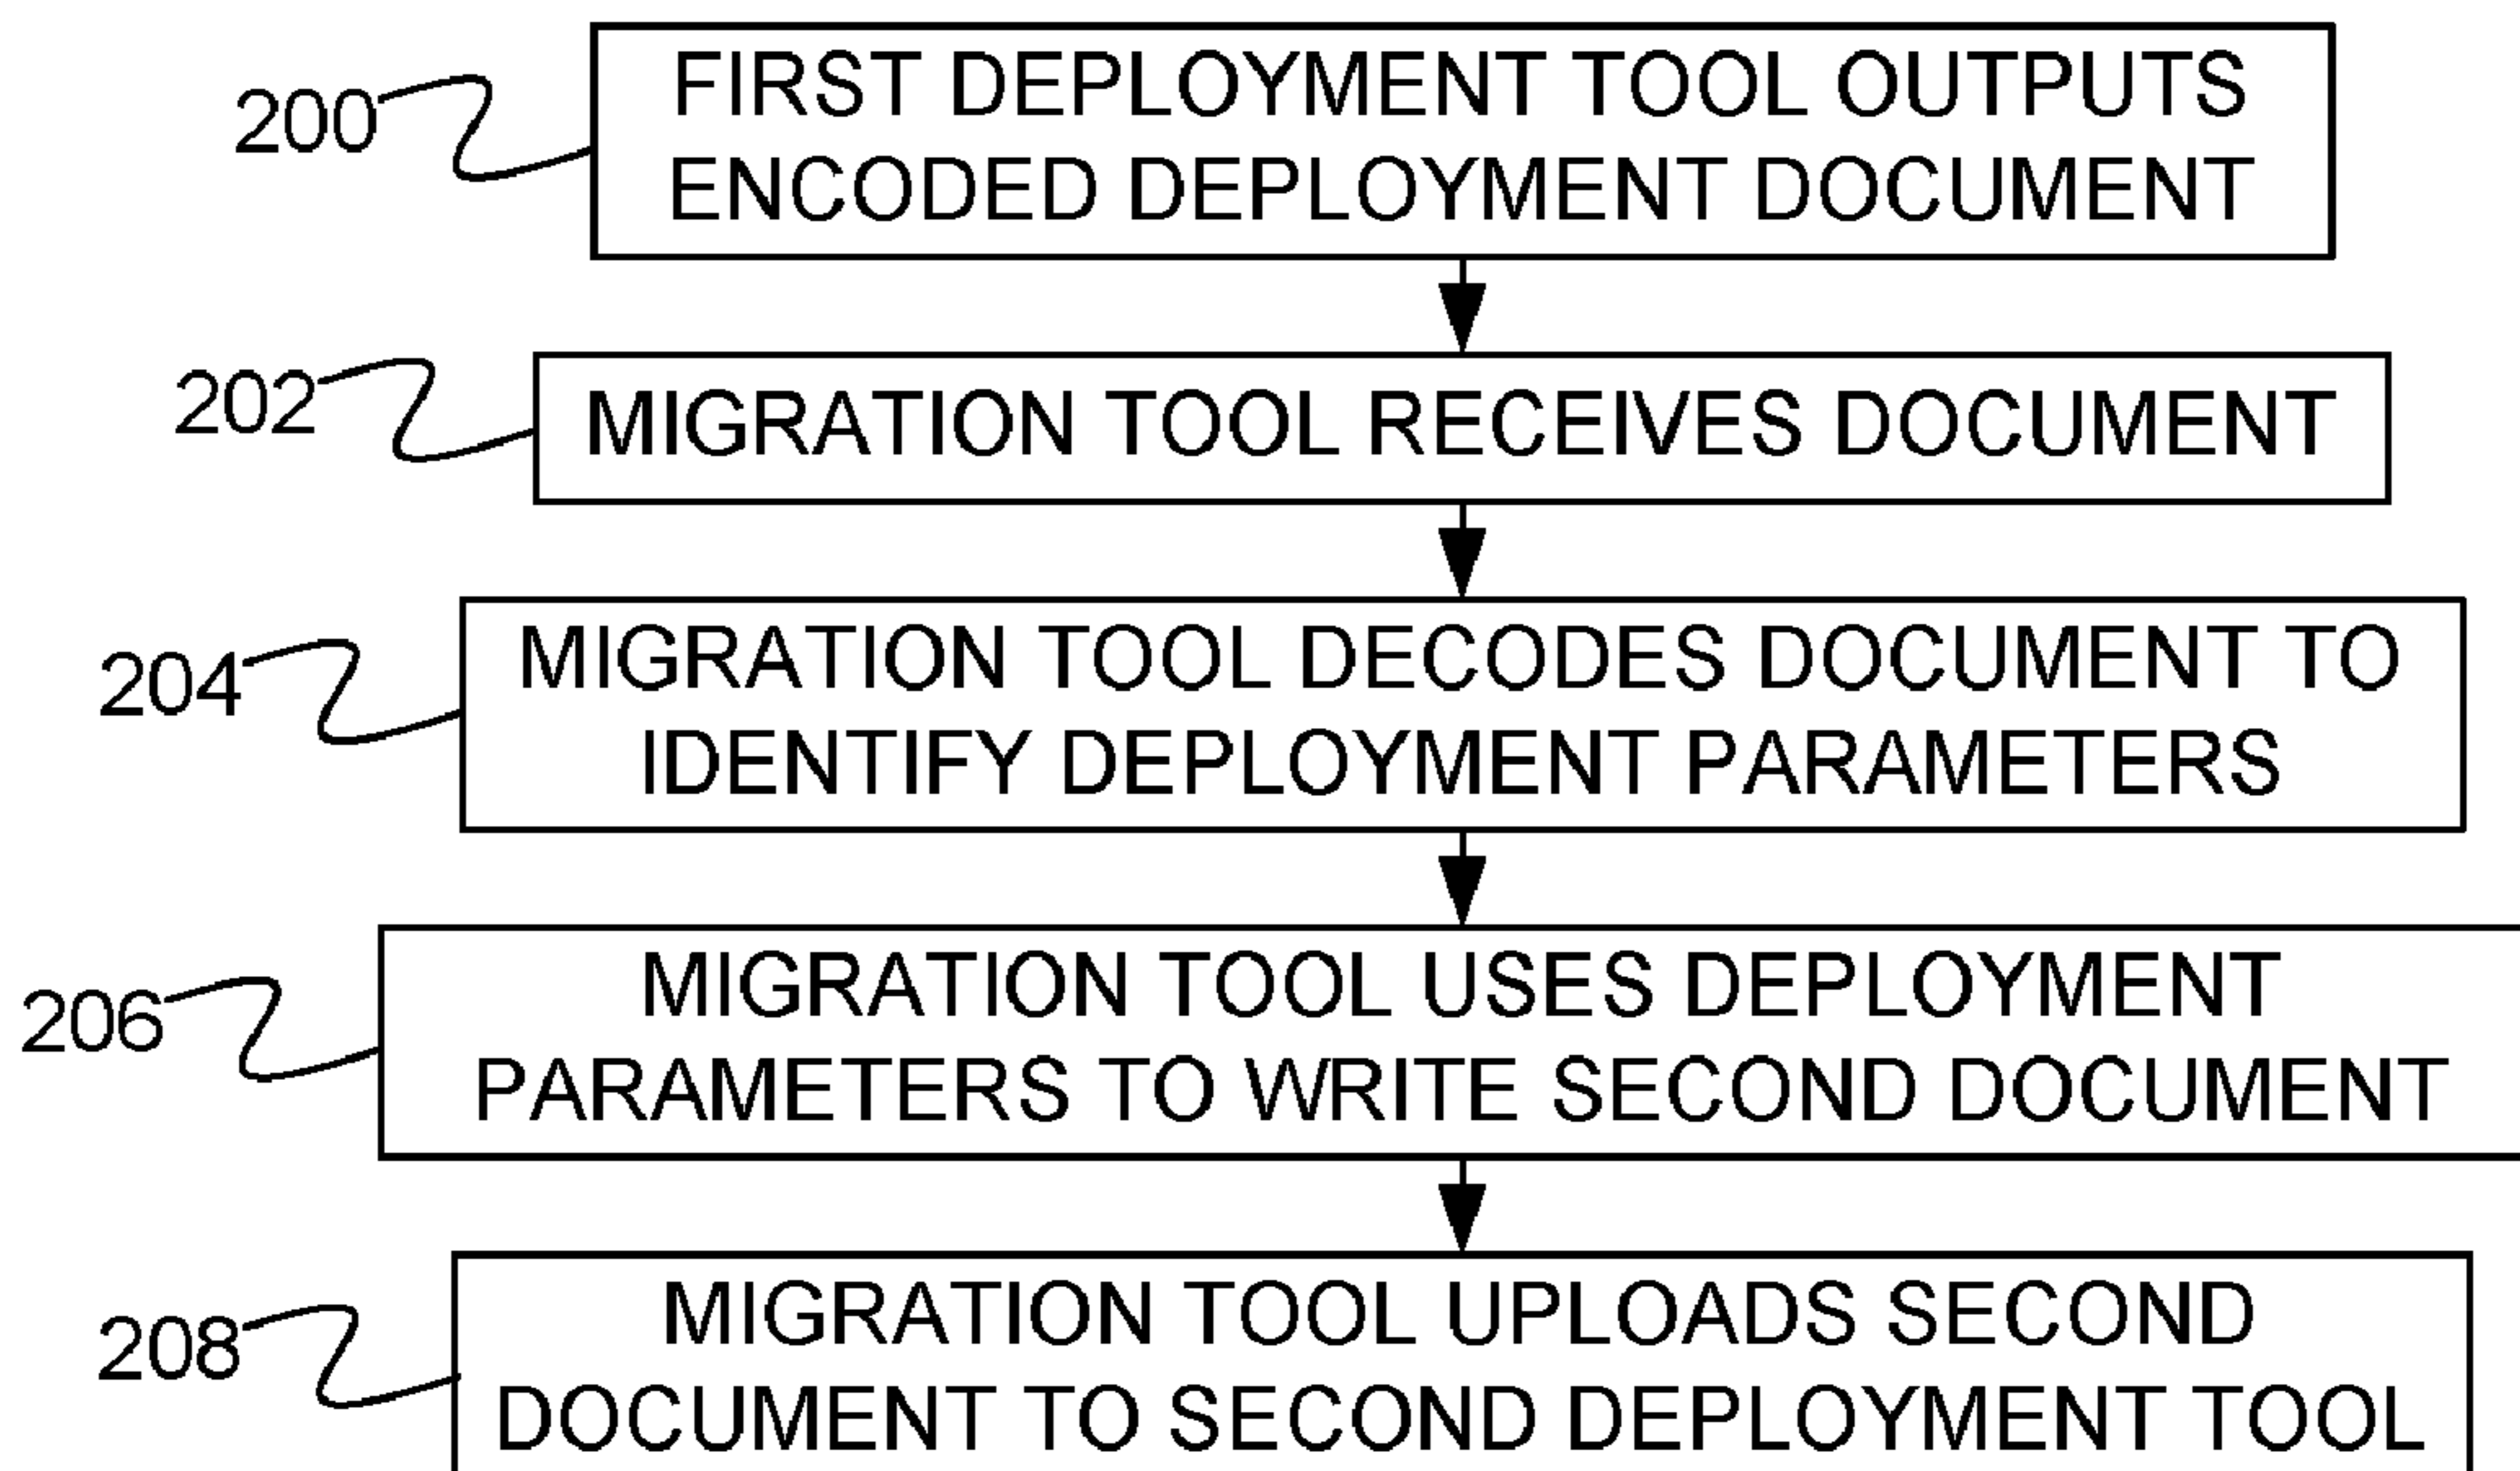 200
FIRST DEPLOYMENT TOOL OUTPUTS
ENCODED DEPLOYMENT DOCUMENT
202
MIGRATION TOOL RECEIVES DOCUMENT
204
MIGRATION TOOL DECODES DOCUMENT TO
IDENTIFY DEPLOYMENT PARAMETERS
206
MIGRATION TOOL USES DEPLOYMENT
PARAMETERS TO WRITE SECOND DOCUMENT
208
MIGRATION TOOL UPLOADS SECOND
DOCUMENT TO SECOND DEPLOYMENT TOOL